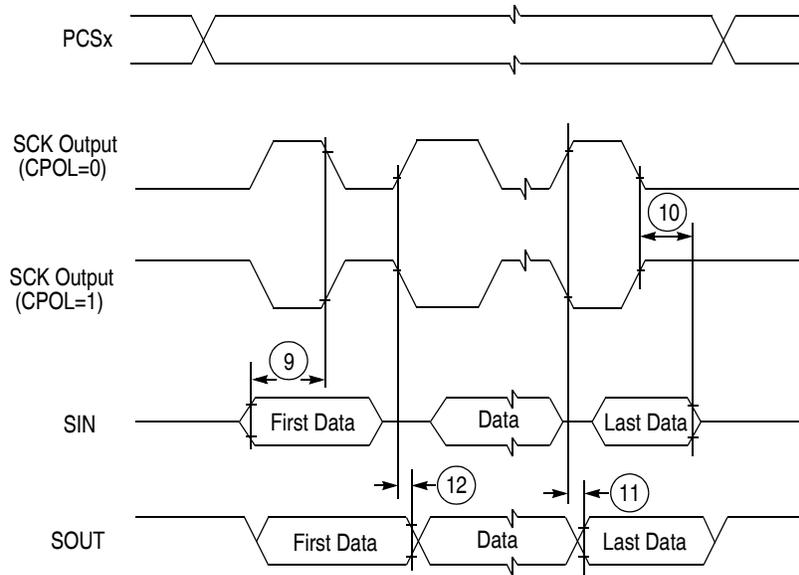 PCSx
SCK Output
(CPOL=0)
10
SCK Output
(CPOL=1)
9
SIN
First Data
Data
Last Data
12
11
SOUT
First Data
Data
Last Data